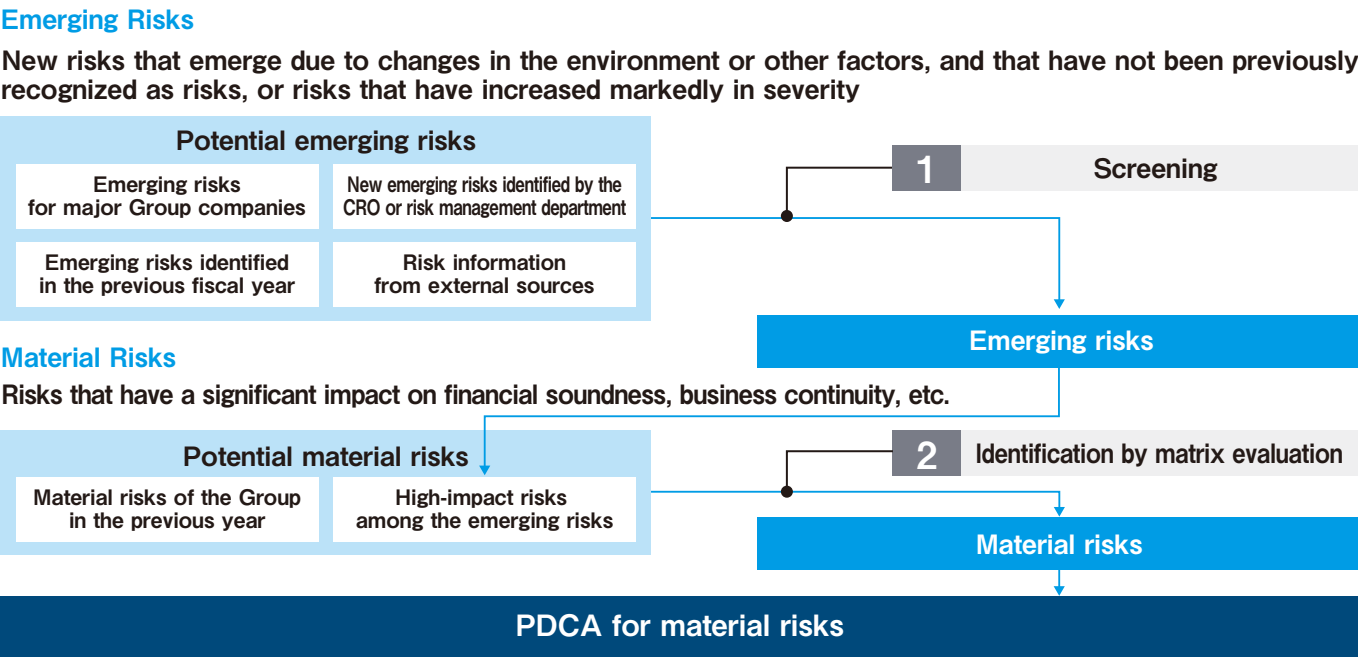 Emerging Risks
New risks that emerge due to changes in the environment or other factors, and that have not been previously
recognized as risks, or risks that have increased markedly in severity
Potential emerging risks
Emerging risks
for major Group companies
New emerging risks identified by the
CRO or risk management department
Emerging risks identified
in the previous fiscal year
Risk information
from external sources
1
Screening
Emerging risks
Material Risks
Risks that have a significant impact on financial soundness, business continuity, etc.
Potential material risks
Material risks of the Group
in the previous year
High-impact risks
among the emerging risks
2
Identification by matrix evaluation
Material risks
PDCA for material risks